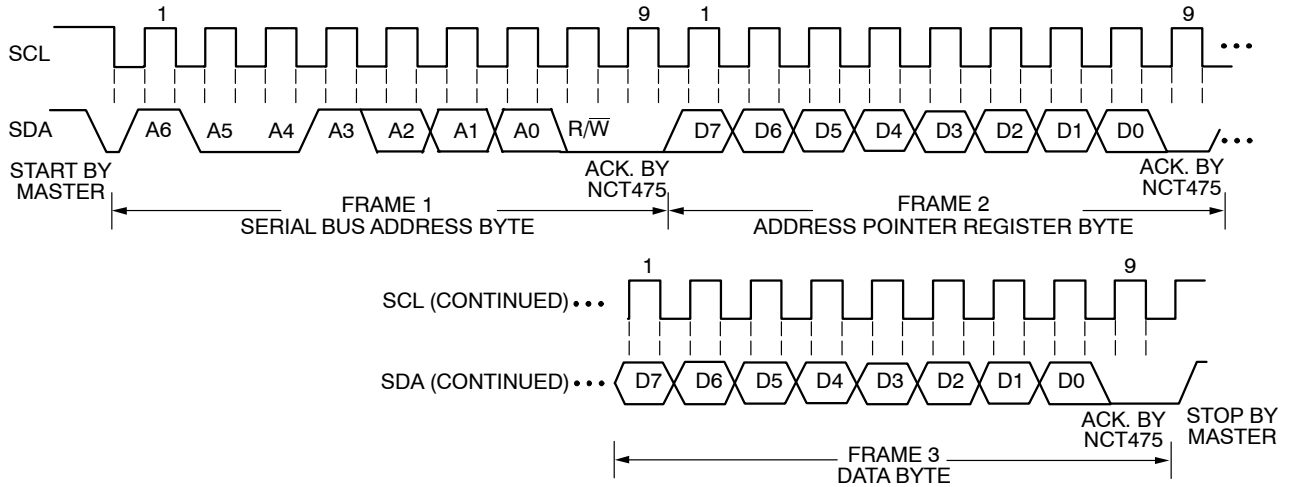 1 9 1 9
SCL
SDA A6 A5 A4 A3 A2 A1 A0 R/W̅ D7 D6 D5 D4 D3 D2 D1 D0
START BY
MASTER
ACK. BY
NCT475
ACK. BY
NCT475
FRAME 1
SERIAL BUS ADDRESS BYTE
FRAME 2
ADDRESS POINTER REGISTER BYTE
1 9
SCL (CONTINUED)
SDA (CONTINUED) D7 D6 D5 D4 D3 D2 D1 D0
ACK. BY
NCT475
STOP BY
MASTER
FRAME 3
DATA BYTE